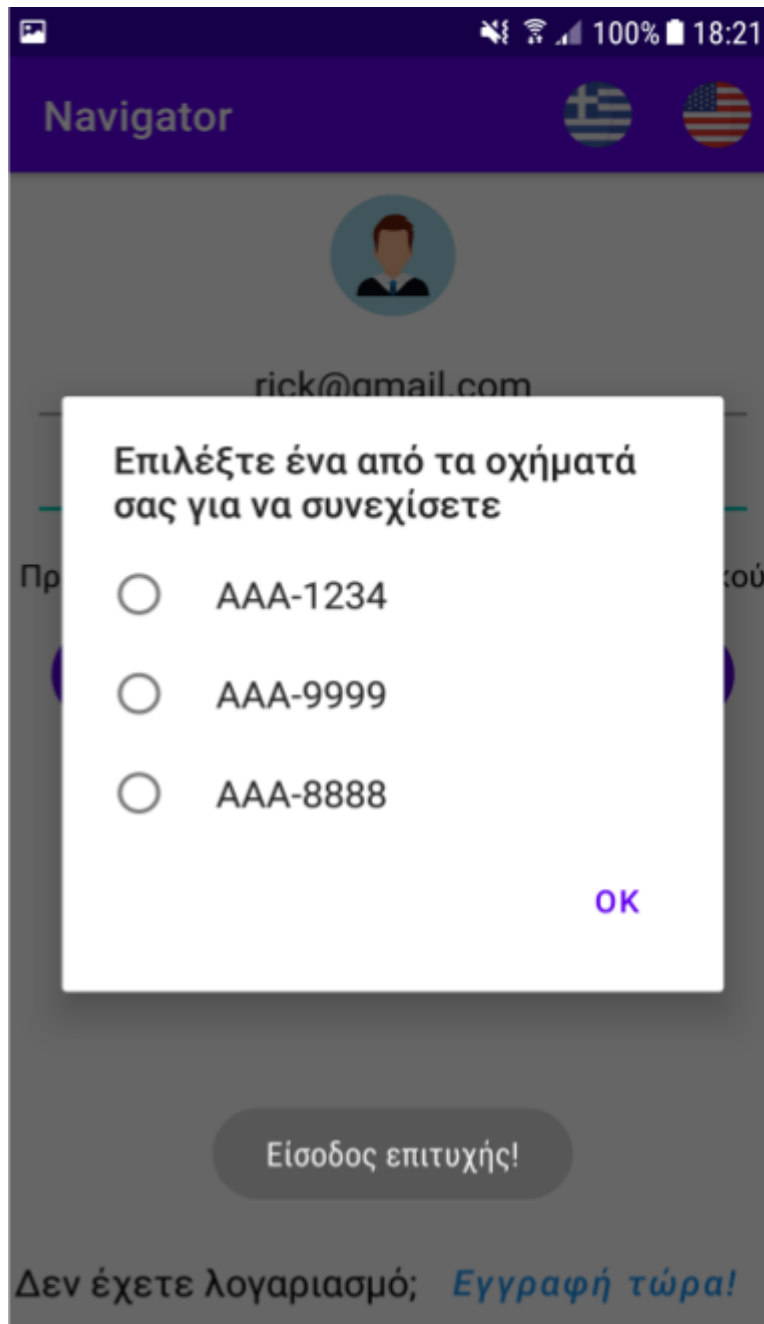 100% 18:21
Navigator
rick@gmail.com
Επιλέξτε ένα από τα οχήματά
σας για να συνεχίσετε
AAA-1234
AAA-9999
AAA-8888
OK
Είσοδος επιτυχής!
Δεν έχετε λογαριασμό; Εγγραφή τώρα!